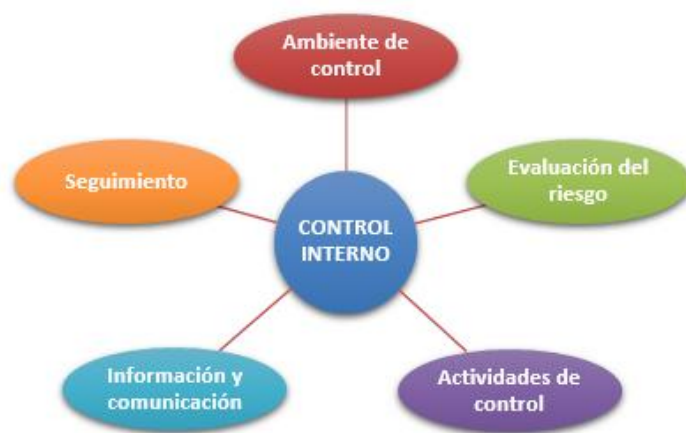 Ambiente de
control
Seguimiento
Evaluación del
riesgo
CONTROL
INTERNO
Información y
comunicación
Actividades de
control